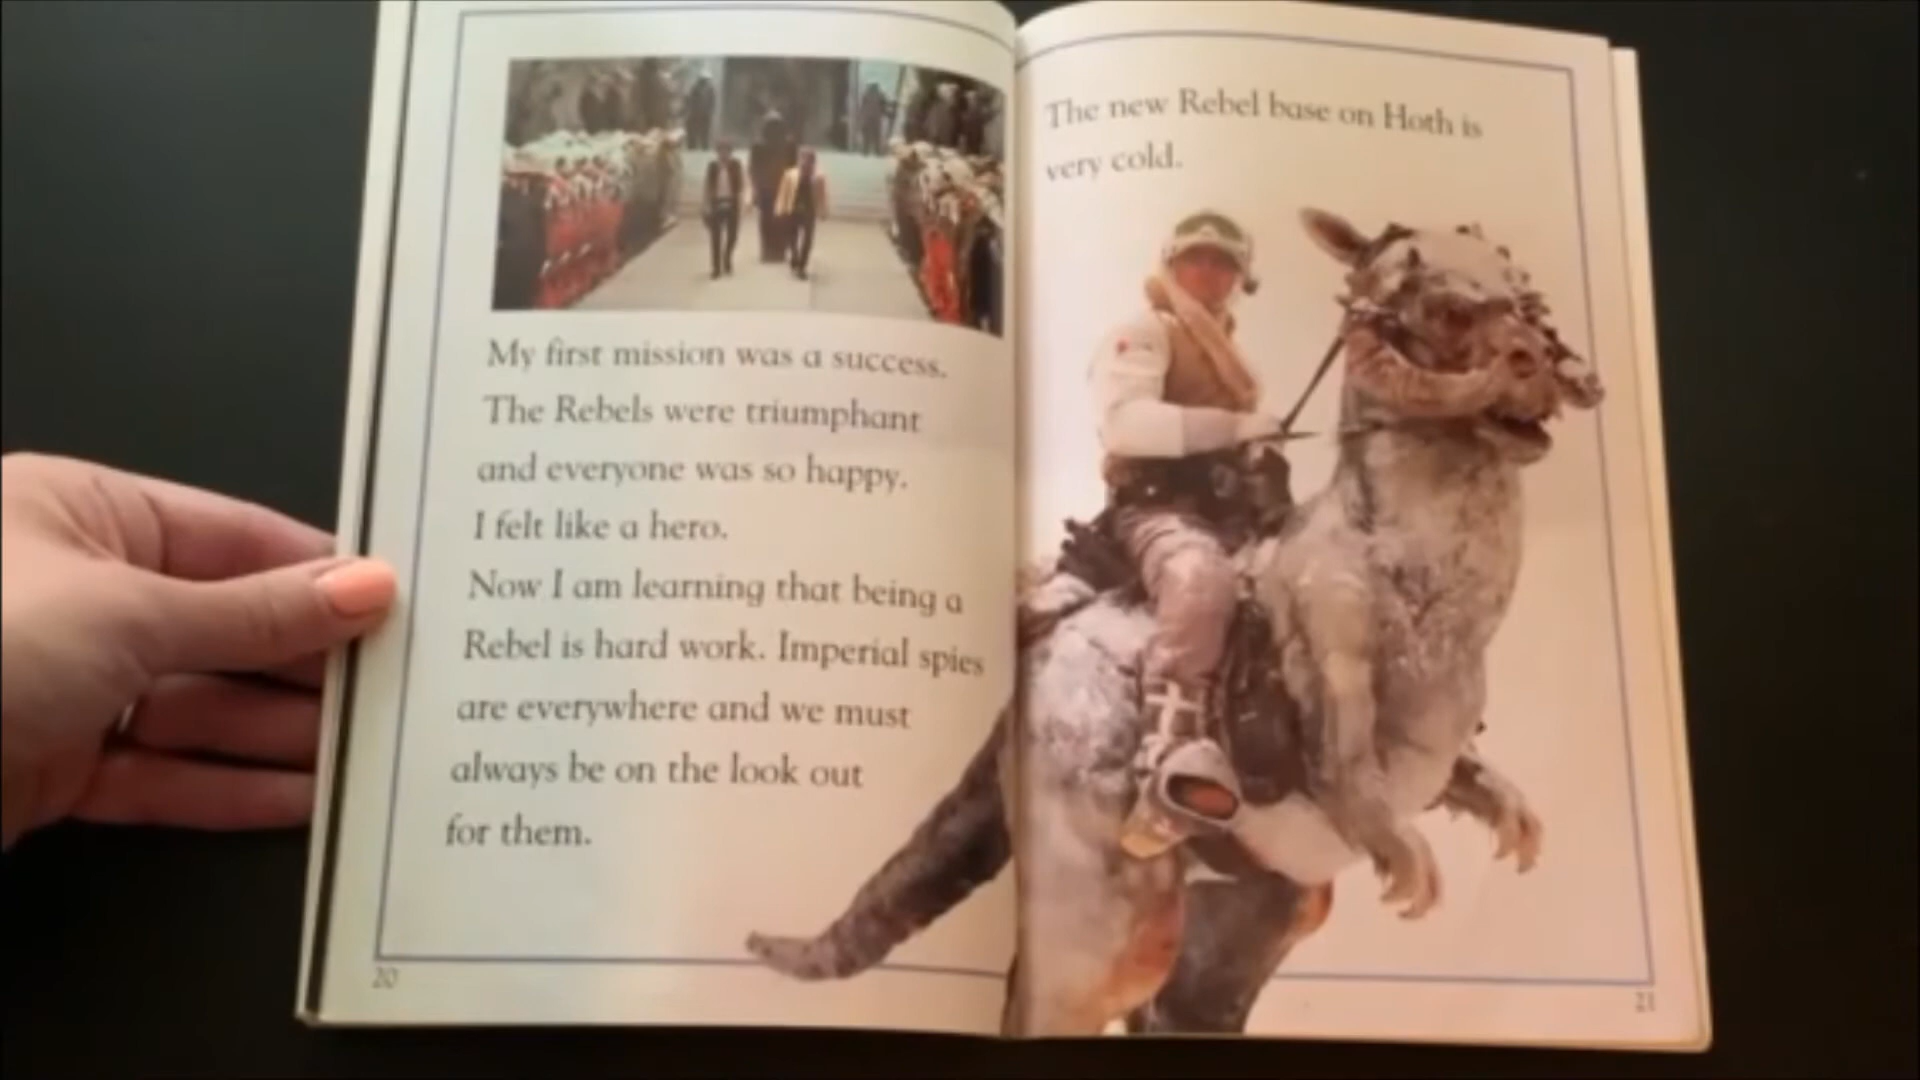 My first mission was a success.
The Rebels were triumphant
and everyone was so happy.
I felt like a hero.
Now I am learning that being a
Rebel is hard work. Imperial spies
are everywhere and we must
always be on the look out
for them.
20
The new Rebel base on Hoth is
very cold.
21